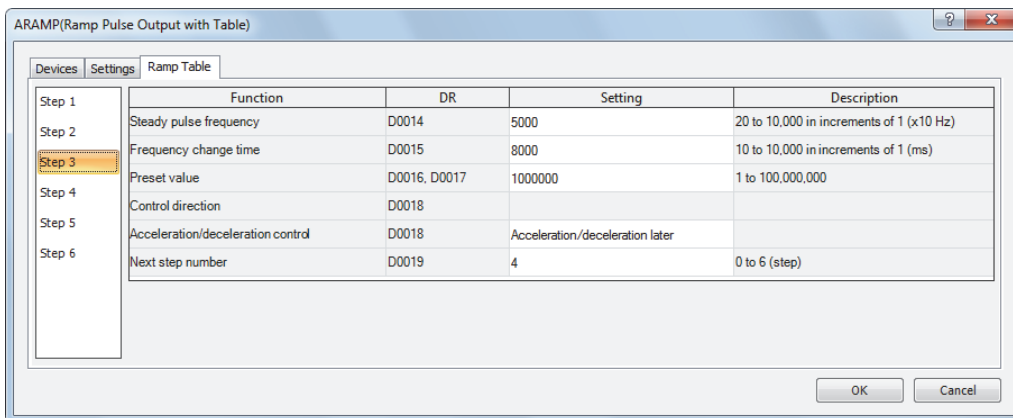 ARAMP(Ramp Pulse Output with Table)
Devices Settings Ramp Table
Step 1
Step 2
Step 3
Step 4
Step 5
Step 6
Function DR Setting Description
Steady pulse frequency D0014 5000 20 to 10,000 in increments of 1 (x10 Hz)
Frequency change time D0015 8000 10 to 10,000 in increments of 1 (ms)
Preset value D0016, D0017 1000000 1 to 100,000,000
Control direction D0018
Acceleration/deceleration control D0018 Acceleration/deceleration later
Next step number D0019 4 0 to 6 (step)
OK Cancel